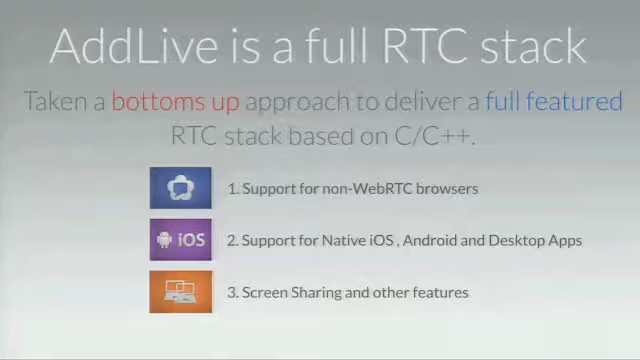 AddLive is a full RTC stack
Taken a bottoms up approach to deliver a full featured
RTC stack based on C/C++.
1. Support for non-WebRTC browsers
iOS
2. Support for Native iOS , Android and Desktop Apps
3. Screen Sharing and other features